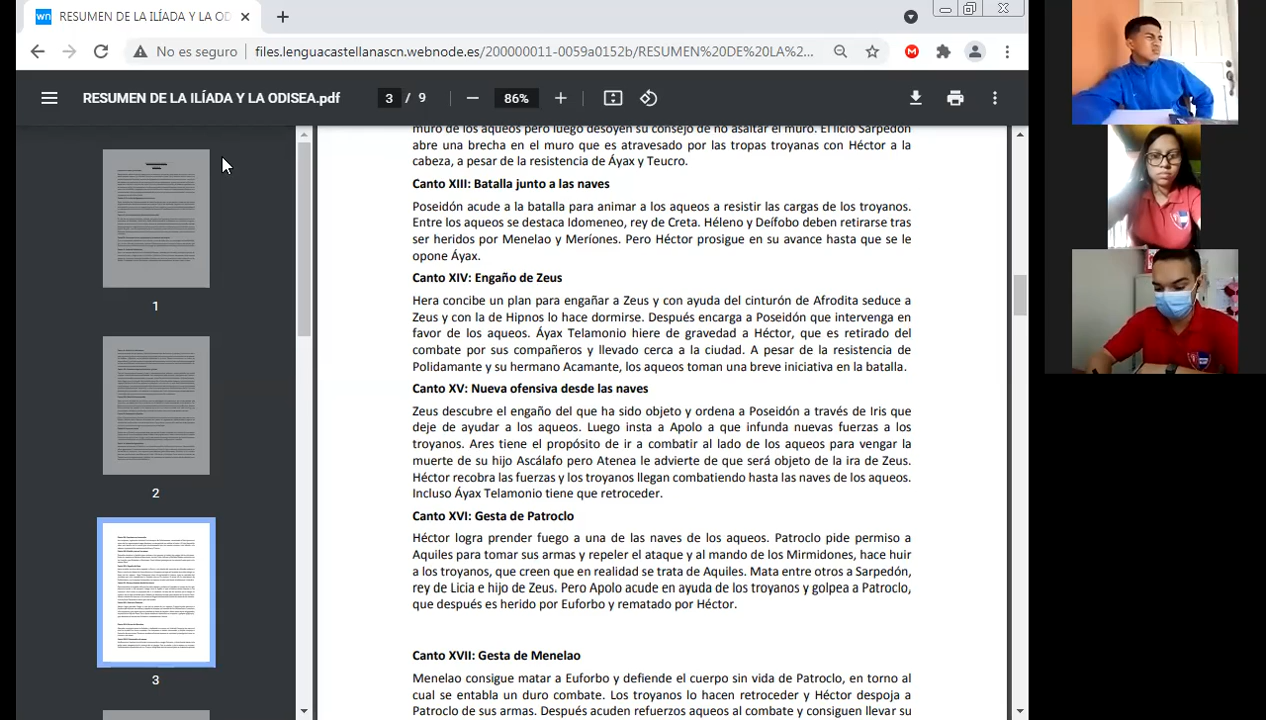 RESUMEN DE LA ILÍADA Y LA OD
No es seguro
files.lenguacastellanascn.webnode.es/200000011-0059a0152b/RESUMEN%20DE%20LA%2...
RESUMEN DE LA ILÍADA Y LA ODISEA.pdf
3 / 9
86%
muro de los aqueos pero luego desoyen su consejo de no asaltar el muro. El licio Sarpedón
abre una brecha en el muro que es atravesado por las tropas troyanas con Héctor a la
cabeza, a pesar de la resistencia de Áyax y Teucro.
Canto XIII: Batalla junto a las naves
Poseidón acude a la batalla para animar a los aqueos a resistir las cargas de los troyanos.
Entre los aqueos se destaca Idomeneo, rey de Creta. Héleno y Deífobo deben retirarse tras
ser heridos por Menelao y Meríones. Pero Héctor prosigue en su avance hasta que se le
opone Áyax.
Canto XIV: Engaño de Zeus
Hera concibe un plan para engañar a Zeus y con ayuda del cinturón de Afrodita seduce a
Zeus y con la de Hipnos lo hace dormirse. Después encarga a Poseidón que intervenga en
favor de los aqueos. Áyax Telamonio hiere de gravedad a Héctor, que es retirado del
combate por sus compañeros y llevado cerca a la ciudad. A pesar de la resistencia de
Polidamante y su hermano Acamante, los aqueos toman una breve iniciativa en la batalla.
Canto XV: Nueva ofensiva desde las naves
Zeus descubre el engaño del que ha sido objeto y ordena a Poseidón a través de Iris que
deje de ayudar a los aqueos. Luego insta a Apolo a que infunda nuevas fuerzas a los
troyanos. Ares tiene el propósito de ir a combatir al lado de los aqueos para vengar la
muerte de su hijo Ascálafo pero Atenea le advierte de que será objeto de la ira de Zeus.
Héctor recobra las fuerzas y los troyanos llegan combatiendo hasta las naves de los aqueos.
Incluso Áyax Telamonio tiene que retroceder.
Canto XVI: Gesta de Patroclo
Héctor logra prender fuego a una de las naves de los aqueos. Patroclo pide permiso a
Aquiles para tomar sus armas y repeler el ataque y al mando de los Mirmidones, hace huir
a los troyanos, que creen que en realidad se trata de Aquiles. Mata entre otros a Sarpedón,
rey de Licia e hijo de Zeus. Pero Apolo acude en ayuda de los troyanos y golpea a Patroclo,
que después es herido por Euforbo y rematado por Héctor.
Canto XVII: Gesta de Menelao
Menelao consigue matar a Euforbo y defiende el cuerpo sin vida de Patroclo, en torno al
cual se entabla un duro combate. Los troyanos lo hacen retroceder y Héctor despoja a
Patroclo de sus armas. Después acuden refuerzos aqueos al combate y consiguen llevar su
1
2
3